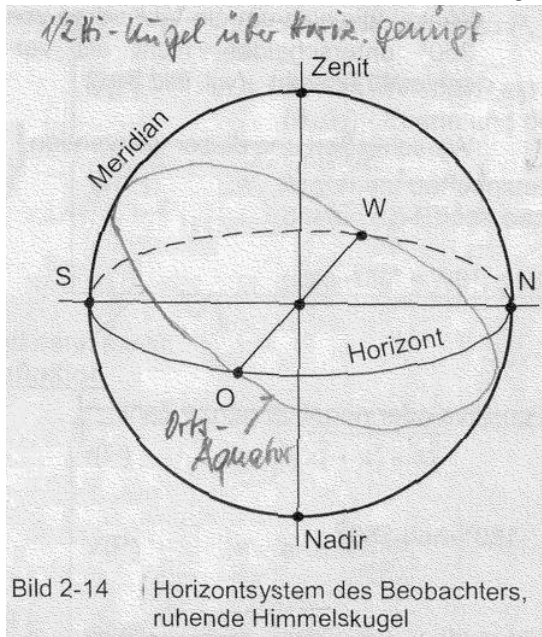 1/2 Hi-Kugel über Horiz. genügt
Zenit
Meridian
W
S
N
Horizont
O
Orts-
Äquator
Nadir
Bild 2-14 Horizontsystem des Beobachters,
ruhende Himmelskugel